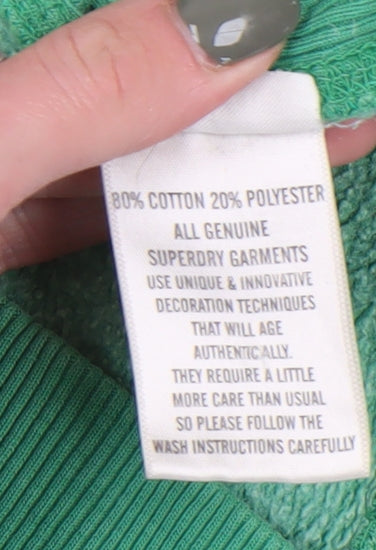 80% COTTON 20% POLYESTER
ALL GENUINE
SUPERDRY GARMENTS
USE UNIQUE & INNOVATIVE
DECORATION TECHNIQUES
THAT WILL AGE
AUTHENTICALLY.
THEY REQUIRE A LITTLE
MORE CARE THAN USUAL
SO PLEASE FOLLOW THE
WASH INSTRUCTIONS CAREFULLY